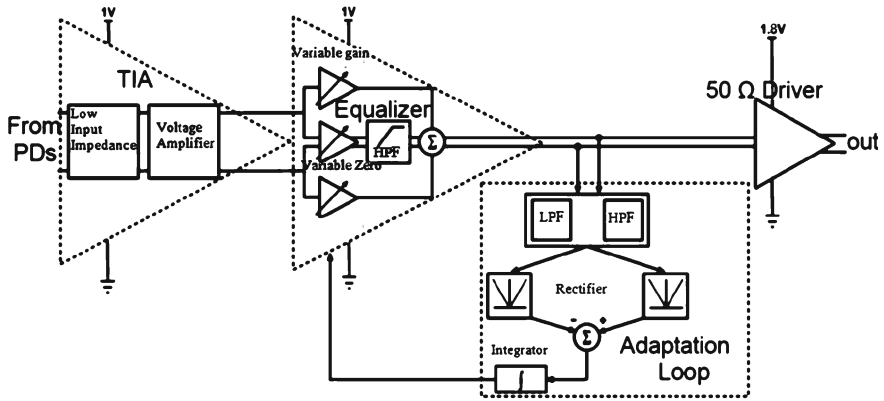 1V
1V
1.8V
TIA
Variable gain
Equalizer
50 Ω Driver
From
PDs
Low
Input
Impedance
Voltage
Amplifier
HPF
Σ
out
Variable Zero
LPF
HPF
Rectifier
-
+
Σ
Integrator
∫
Adaptation
Loop